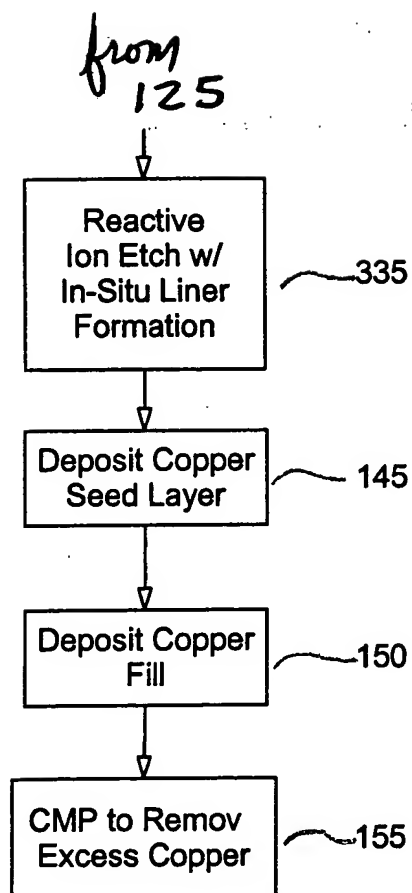 from
125
Reactive
Ion Etch w/
In-Situ Liner
Formation
335
Deposit Copper
Seed Layer
145
Deposit Copper
Fill
150
CMP to Remov
Excess Copper
155